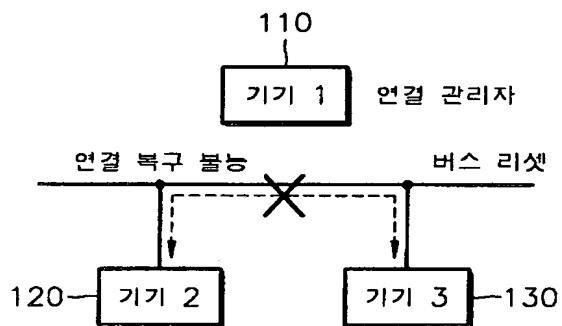 110
기기 1 연결 관리자
연결 복구 불능 버스 리셋
120 기기 2 기기 3 130